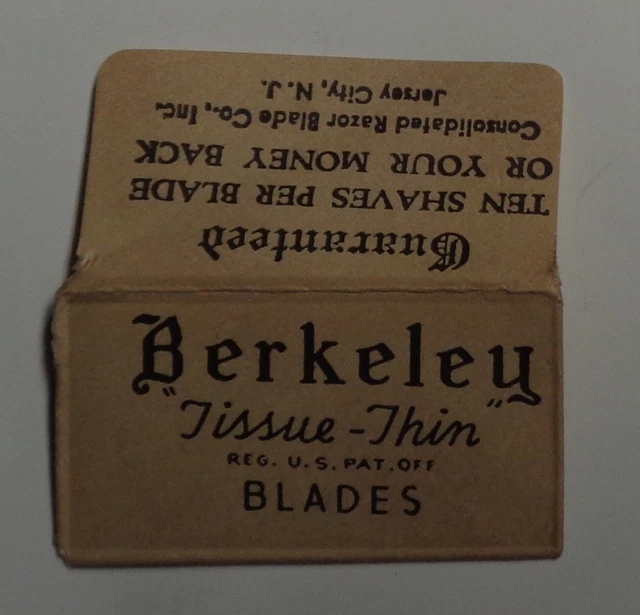 Guaranteed
TEN SHAVES PER BLADE
OR YOUR MONEY BACK
Consolidated Razor Blade Co., Inc.
Jersey City, N. J.
Berkeley
"Tissue-Thin"
REG. U.S. PAT. OFF
BLADES